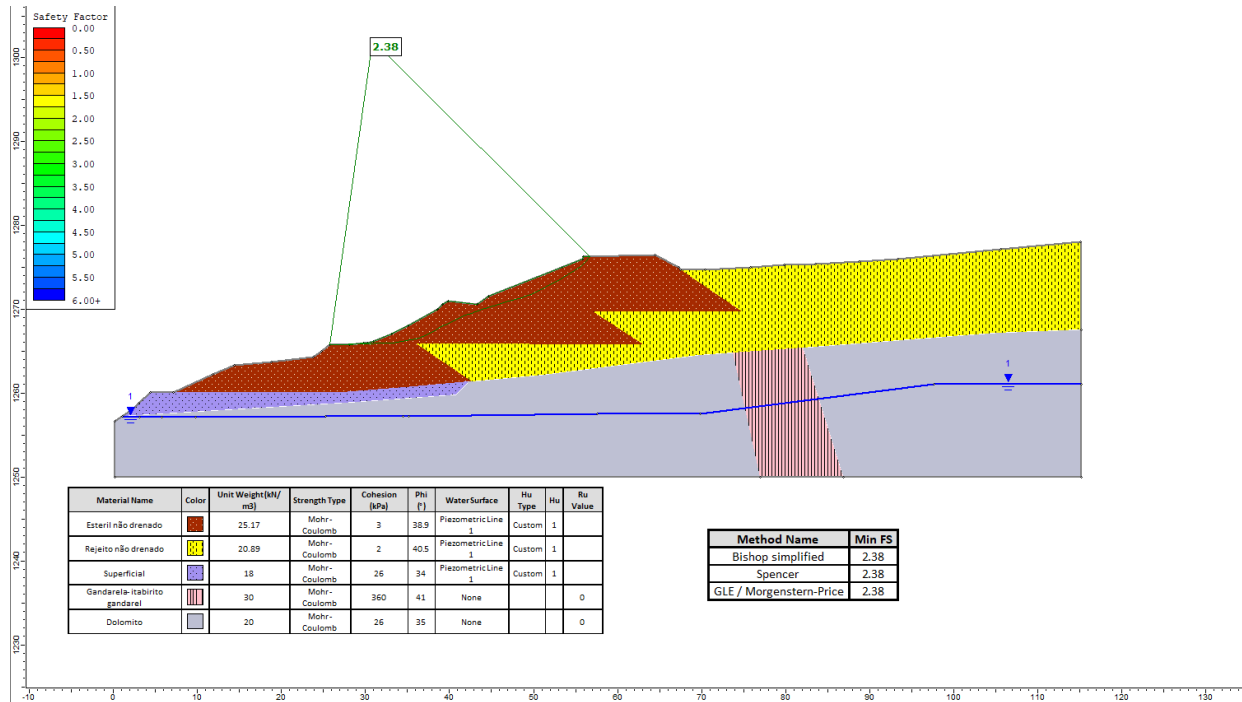 Safety Factor
0.00
0.50
1.00
1.50
2.00
2.50
3.00
3.50
4.00
4.50
5.00
5.50
6.00+
2.38
1300
1290
1280
1270
1260
1250
1240
1230
1
1
Material Name Color Unit Weight (kN/m3) Strength Type Cohesion (kPa) Phi (°) Water Surface Hu Type Hu Ru Value
Esteril não drenado 25.17 Mohr-Coulomb 3 38.9 Piezometric Line 1 Custom 1
Rejeito não drenado 20.89 Mohr-Coulomb 2 40.5 Piezometric Line 1 Custom 1
Superficial 18 Mohr-Coulomb 26 34 Piezometric Line 1 Custom 1
Gandarela-itabirito gandarel 30 Mohr-Coulomb 360 41 None 0
Dolomito 20 Mohr-Coulomb 26 35 None 0
Method Name Min FS
Bishop simplified 2.38
Spencer 2.38
GLE / Morgenstern-Price 2.38
-10 0 10 20 30 40 50 60 70 80 90 100 110 120 130